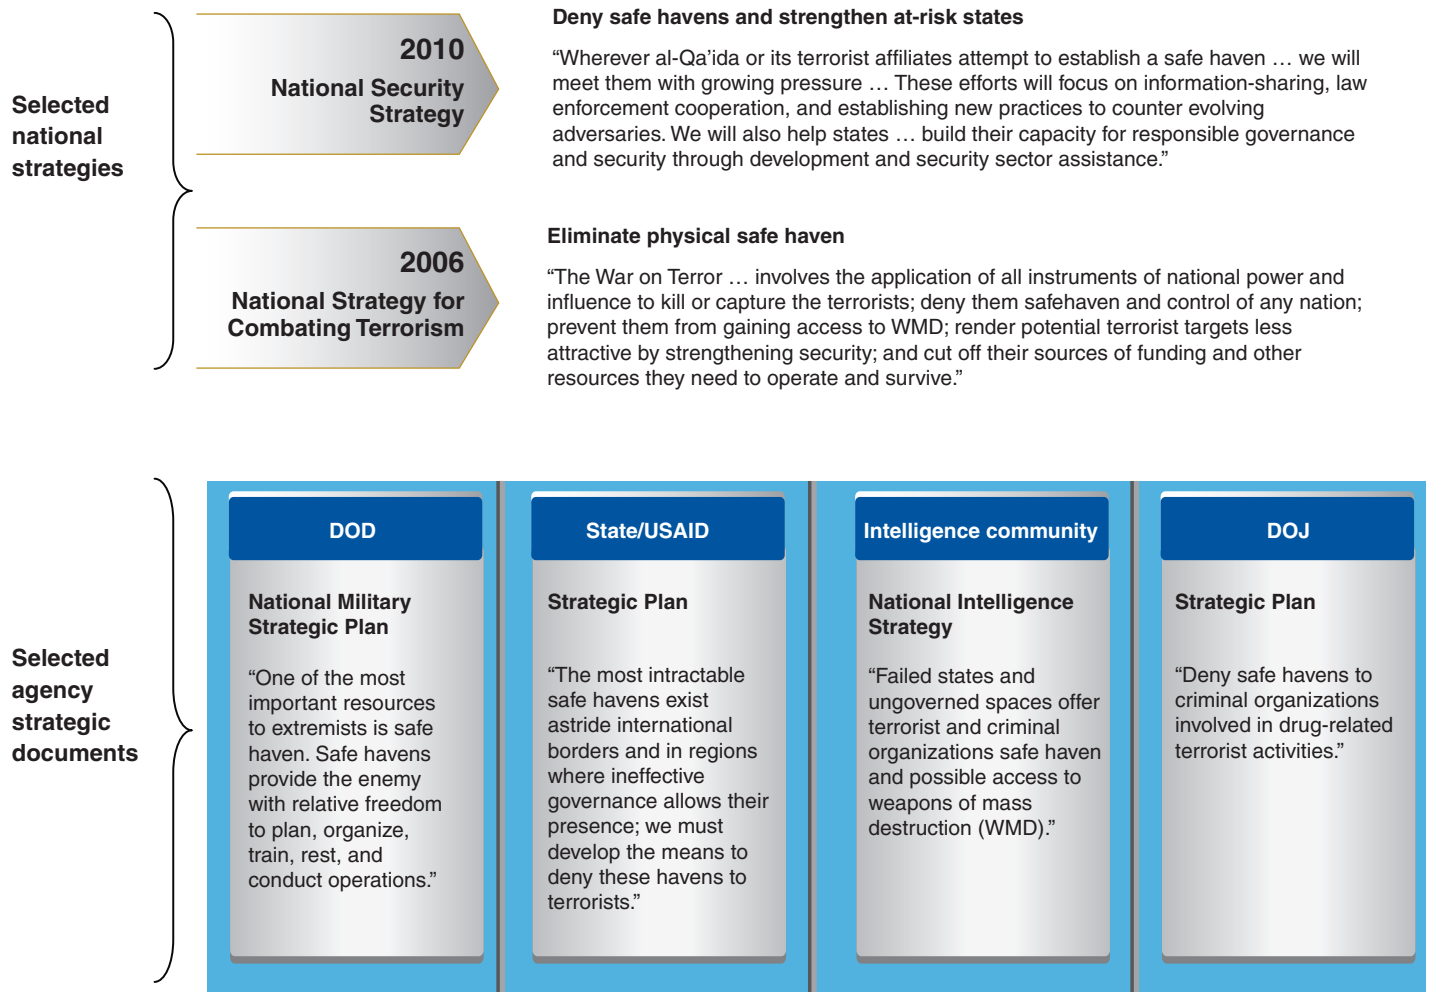 Selected
national
strategies
2010
National Security
Strategy
Deny safe havens and strengthen at-risk states
“Wherever al-Qa’ida or its terrorist affiliates attempt to establish a safe haven … we will
meet them with growing pressure … These efforts will focus on information-sharing, law
enforcement cooperation, and establishing new practices to counter evolving
adversaries. We will also help states … build their capacity for responsible governance
and security through development and security sector assistance.”
2006
National Strategy for
Combating Terrorism
Eliminate physical safe haven
“The War on Terror … involves the application of all instruments of national power and
influence to kill or capture the terrorists; deny them safehaven and control of any nation;
prevent them from gaining access to WMD; render potential terrorist targets less
attractive by strengthening security; and cut off their sources of funding and other
resources they need to operate and survive.”
Selected
agency
strategic
documents
DOD
National Military
Strategic Plan
“One of the most
important resources
to extremists is safe
haven. Safe havens
provide the enemy
with relative freedom
to plan, organize,
train, rest, and
conduct operations.”
State/USAID
Strategic Plan
“The most intractable
safe havens exist
astride international
borders and in regions
where ineffective
governance allows their
presence; we must
develop the means to
deny these havens to
terrorists.”
Intelligence community
National Intelligence
Strategy
“Failed states and
ungoverned spaces offer
terrorist and criminal
organizations safe haven
and possible access to
weapons of mass
destruction (WMD).”
DOJ
Strategic Plan
“Deny safe havens to
criminal organizations
involved in drug-related
terrorist activities.”